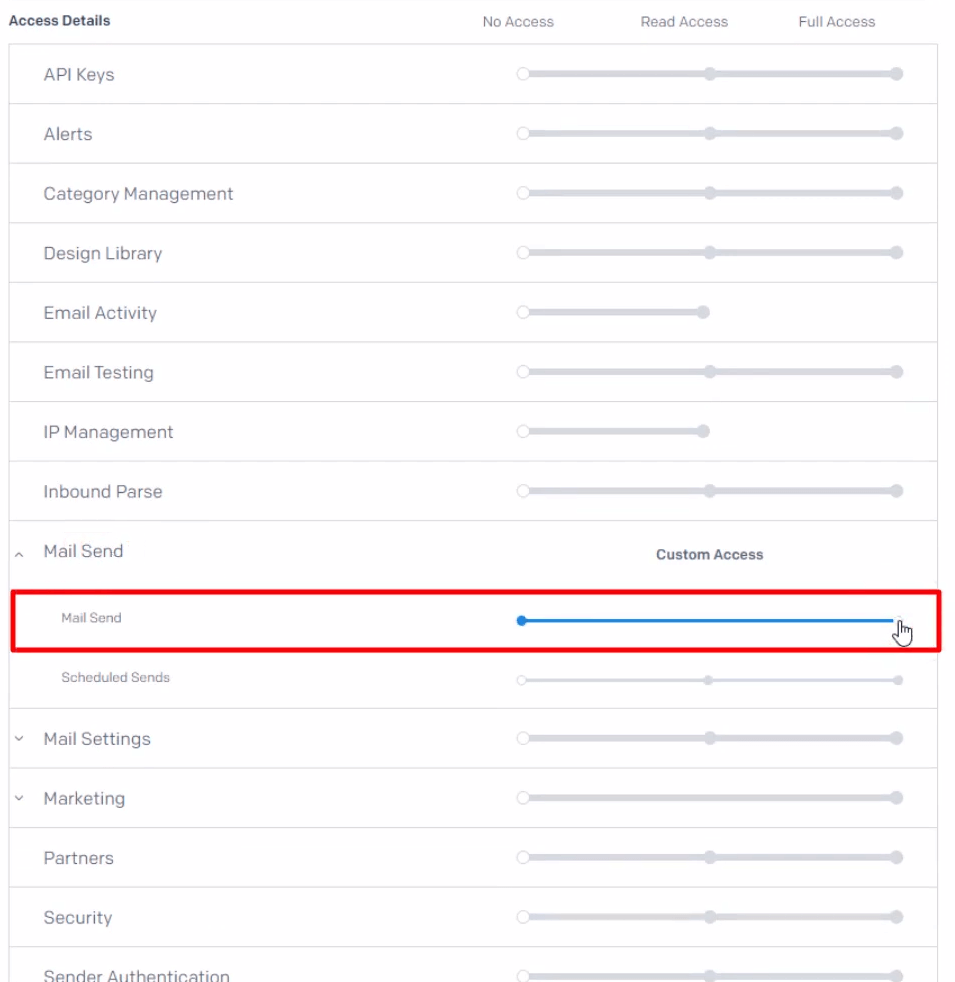 Access Details No Access Read Access Full Access
API Keys
Alerts
Category Management
Design Library
Email Activity
Email Testing
IP Management
Inbound Parse
Mail Send Custom Access
Mail Send
Scheduled Sends
Mail Settings
Marketing
Partners
Security
Sender Authentication